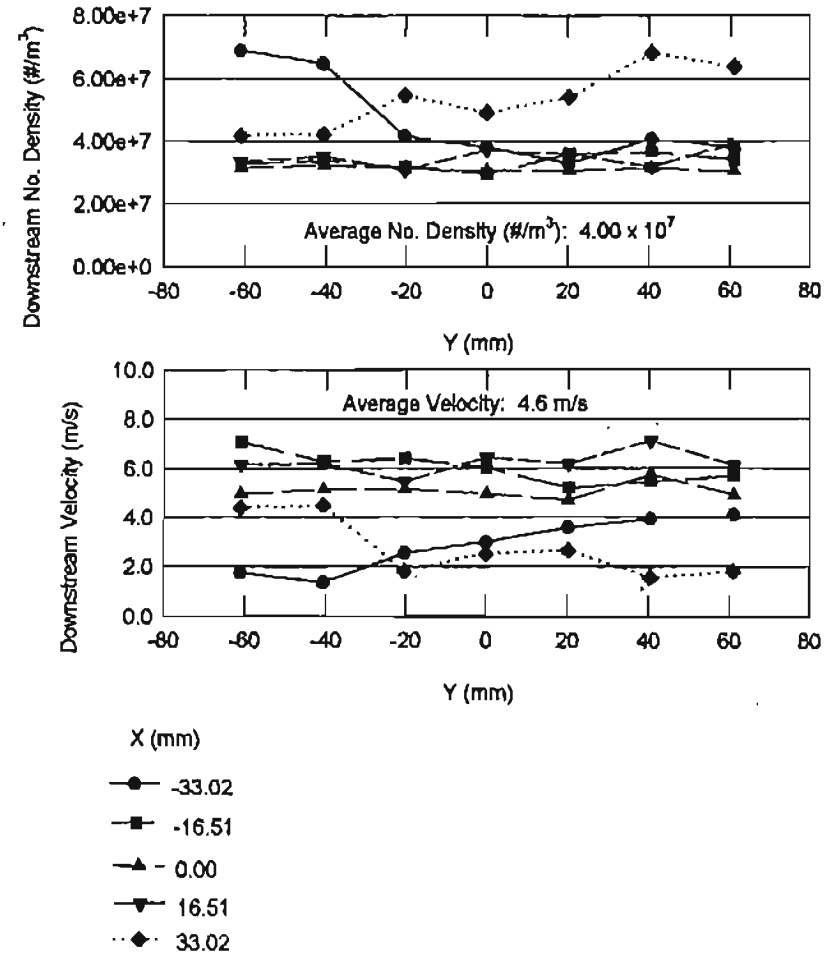 8.00e+7
6.00e+7
4.00e+7
2.00e+7
0.00e+0
Downstream No. Density (#/m³)
Average No. Density (#/m³): 4.00 x 10⁷
-80 -60 -40 -20 0 20 40 60 80
Y (mm)
10.0
8.0
6.0
4.0
2.0
0.0
Downstream Velocity (m/s)
Average Velocity: 4.6 m/s
-80 -60 -40 -20 0 20 40 60 80
Y (mm)
X (mm)
-33.02
-16.51
0.00
16.51
33.02